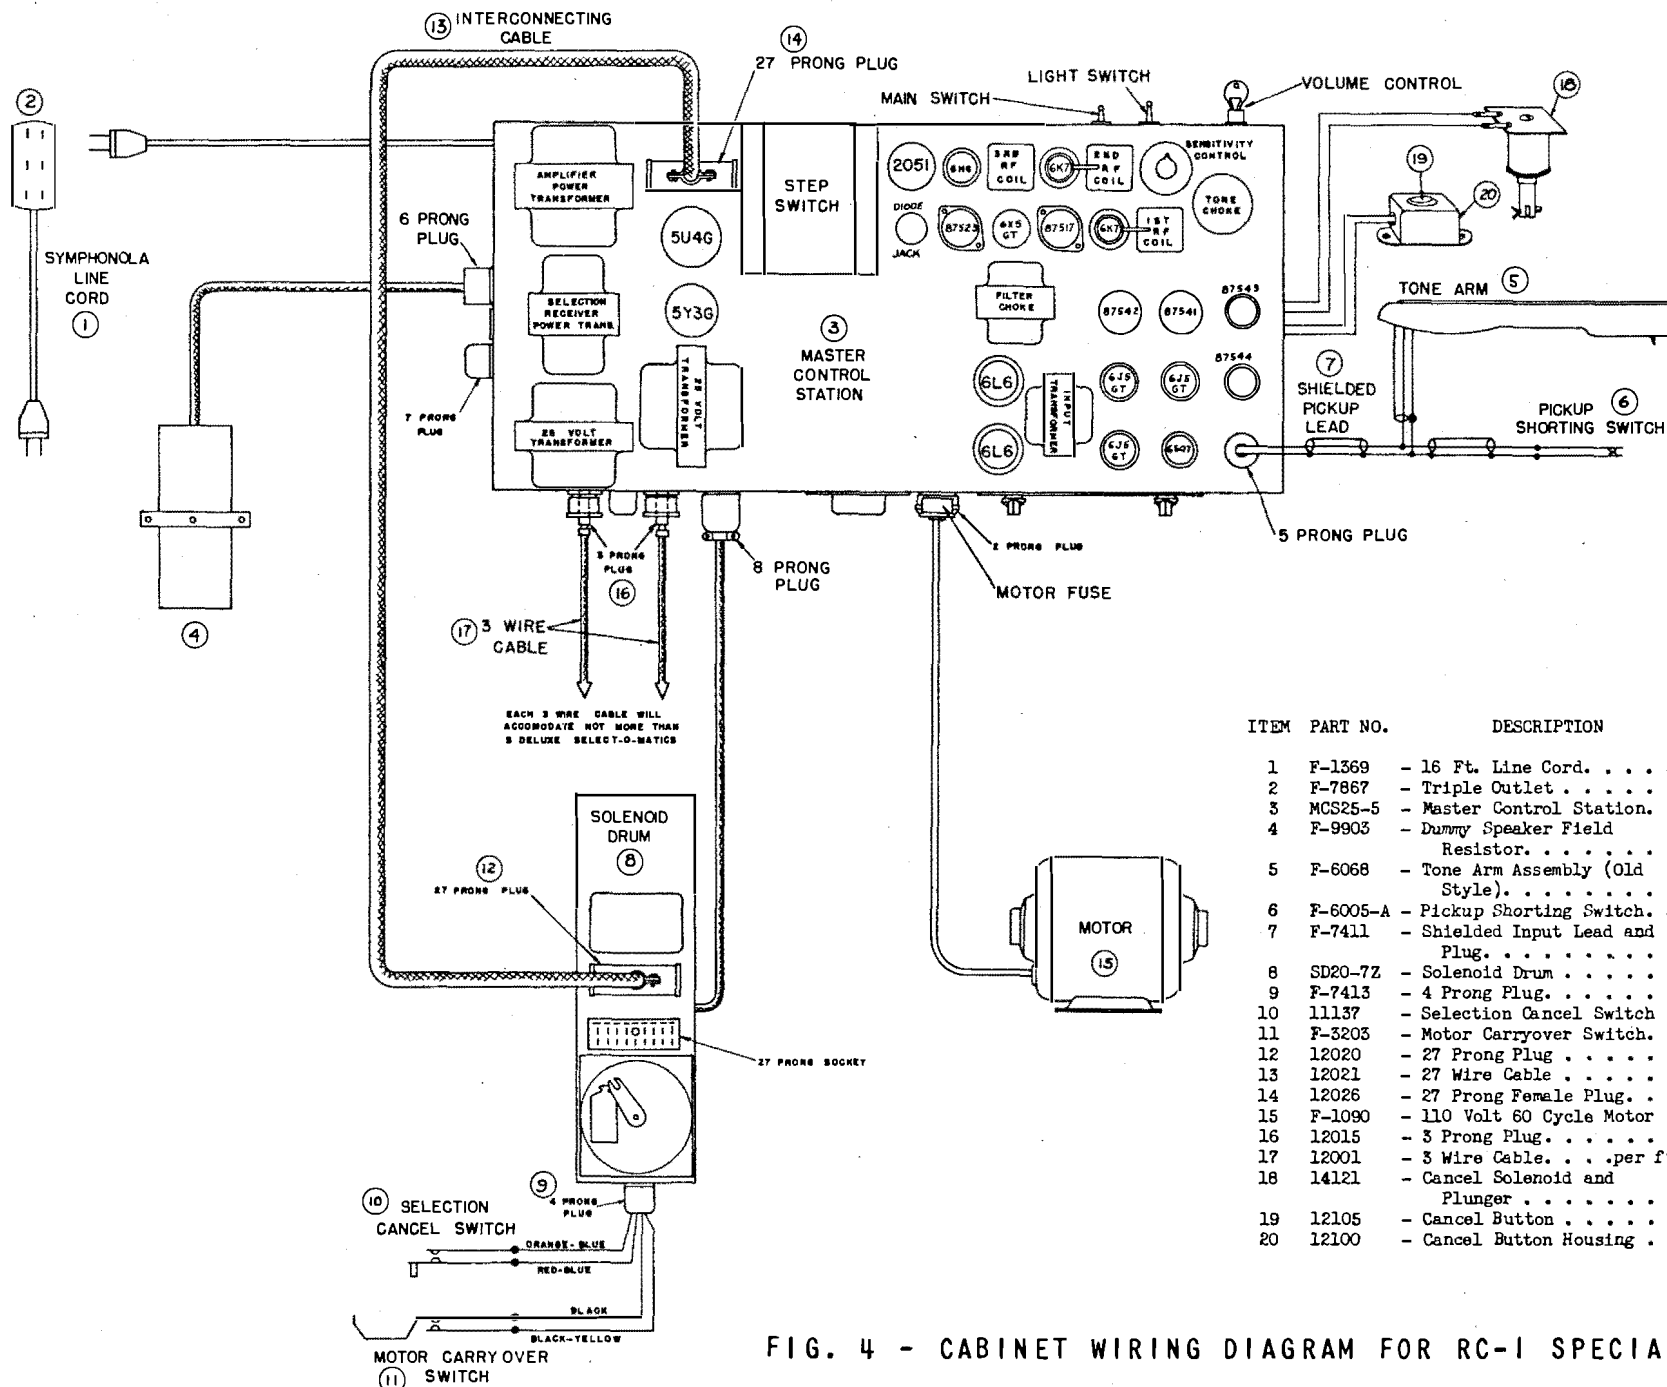 13 INTERCONNECTING
CABLE
14
27 PRONG PLUG
LIGHT SWITCH
MAIN SWITCH
VOLUME CONTROL
18
2
SYMPHONOLA
LINE
CORD
1
6 PRONG
PLUG
7 PRONG
PLUG
4
AMPLIFIER
POWER
TRANSFORMER
SELECTION
RECEIVER
POWER TRANS.
25 VOLT
TRANSFORMER
5U4G
5Y3G
25 VOLT
TRANSFORMER
STEP
SWITCH
3
MASTER
CONTROL
STATION
2051
6H6
3RD
RF
COIL
6K7
2ND
RF
COIL
SENSITIVITY
CONTROL
TONE
CHOKE
DIODE
JACK
87523
6X5
GT
87517
6K7
1ST
RF
COIL
FILTER
CHOKE
87542
87541
87543
6L6
INPUT
TRANSFORMER
6J5
GT
6J5
GT
87544
6L6
6J5
GT
6SQ7
19
20
TONE ARM 5
7
SHIELDED
PICKUP
LEAD
PICKUP 6
SHORTING SWITCH
5 PRONG PLUG
2 PRONG PLUG
MOTOR FUSE
8 PRONG
PLUG
3 PRONG
PLUG
16
17 3 WIRE
CABLE
EACH 3 WIRE CABLE WILL
ACCOMODATE NOT MORE THAN
5 DELUXE SELECT-O-MATICS
SOLENOID
DRUM
8
12
27 PRONG PLUG
27 PRONG SOCKET
MOTOR
15
9
4 PRONG
PLUG
10 SELECTION
CANCEL SWITCH
ORANGE-BLUE
RED-BLUE
BLACK
BLACK-YELLOW
MOTOR CARRY OVER
11 SWITCH
ITEM PART NO. DESCRIPTION
1 F-1369 - 16 Ft. Line Cord. . . . .
2 F-7867 - Triple Outlet . . . . .
3 MCS25-5 - Master Control Station.
4 F-9903 - Dummy Speaker Field
Resistor. . . . . . .
5 F-6068 - Tone Arm Assembly (Old
Style). . . . . . . .
6 F-6005-A - Pickup Shorting Switch.
7 F-7411 - Shielded Input Lead and
Plug. . . . . . . . .
8 SD20-7Z - Solenoid Drum . . . . .
9 F-7413 - 4 Prong Plug. . . . . .
10 11137 - Selection Cancel Switch
11 F-3203 - Motor Carryover Switch.
12 12020 - 27 Prong Plug . . . . .
13 12021 - 27 Wire Cable . . . . .
14 12026 - 27 Prong Female Plug. .
15 F-1090 - 110 Volt 60 Cycle Motor
16 12015 - 3 Prong Plug. . . . . .
17 12001 - 3 Wire Cable. . . .per f
18 14121 - Cancel Solenoid and
Plunger . . . . . . .
19 12105 - Cancel Button . . . . .
20 12100 - Cancel Button Housing .
FIG. 4 - CABINET WIRING DIAGRAM FOR RC-1 SPECIA